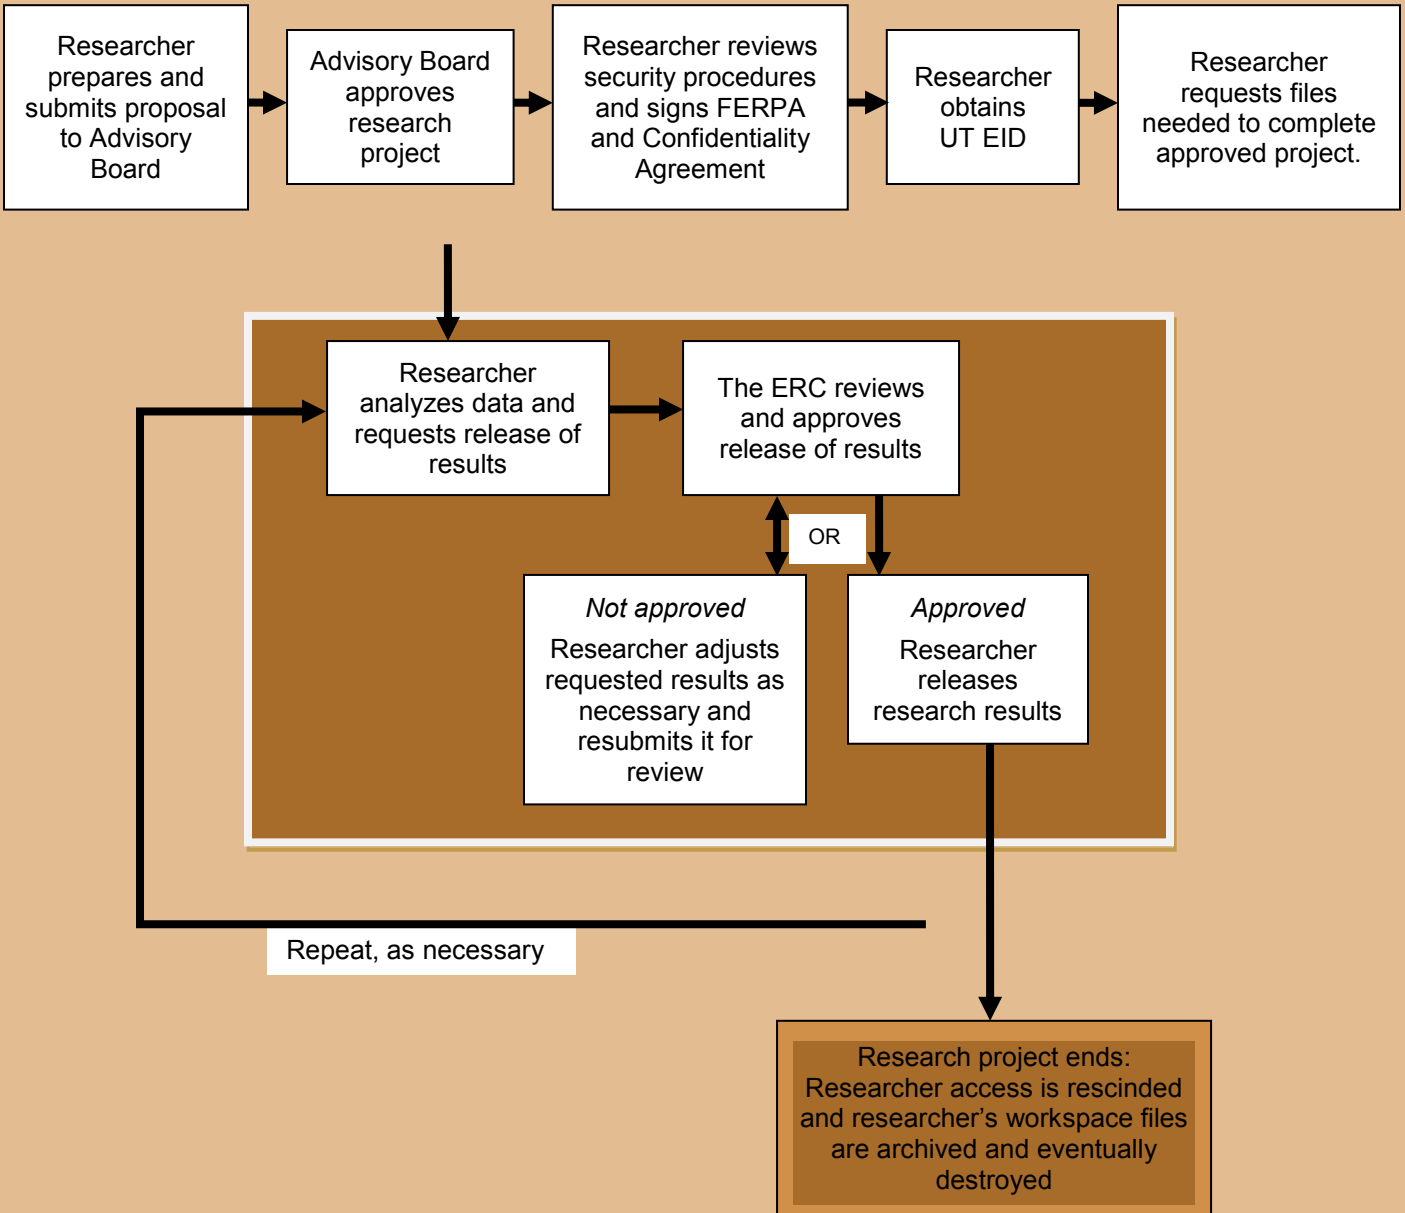 Researcher
prepares and
submits proposal
to Advisory
Board
Advisory Board
approves
research
project
Researcher reviews
security procedures
and signs FERPA
and Confidentiality
Agreement
Researcher
obtains
UT EID
Researcher
requests files
needed to complete
approved project.
Researcher
analyzes data and
requests release of
results
The ERC reviews
and approves
release of results
OR
Not approved
Researcher adjusts
requested results as
necessary and
resubmits it for
review
Approved
Researcher
releases
research results
Repeat, as necessary
Research project ends:
Researcher access is rescinded
and researcher’s workspace files
are archived and eventually
destroyed